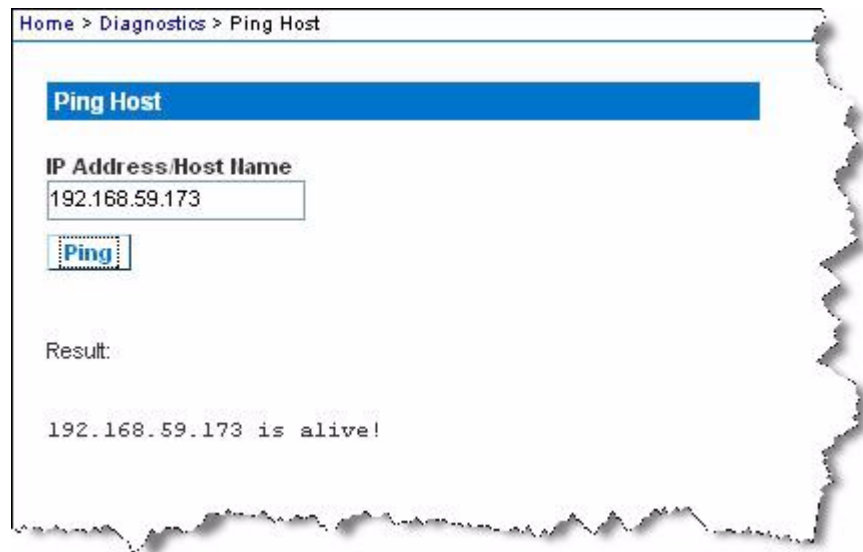 Home > Diagnostics > Ping Host
Ping Host
IP Address/Host Name
192.168.59.173
Ping
Result:
192.168.59.173 is alive!